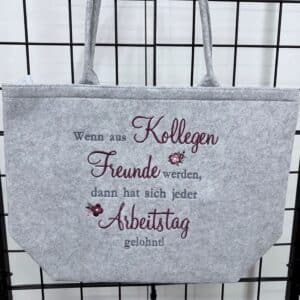 Wenn aus Kollegen
Freunde werden,
dann hat sich jeder
Arbeitstag
gelohnt!